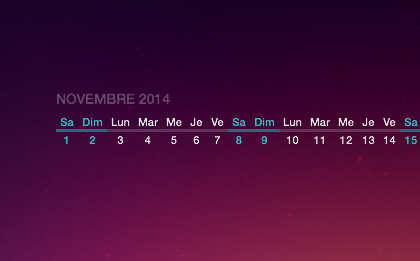 NOVEMBRE 2014
Sa Dim Lun Mar Me Je Ve Sa Dim Lun Mar Me Je Ve Sa
1 2 3 4 5 6 7 8 9 10 11 12 13 14 15